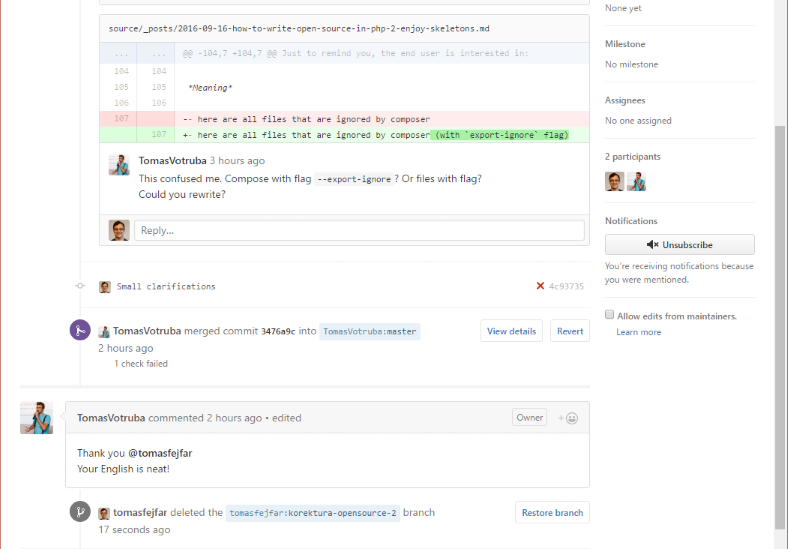 None yet
source/_posts/2016-09-16-how-to-write-open-source-in-php-2-enjoy-skeletons.md
... ... @@ -104,7 +104,7 @@ Just to remind you, the end user is interested in:
104 104
105 105 *Meaning*
106 106
107 -- here are all files that are ignored by composer
107 +- here are all files that are ignored by composer (with `export-ignore` flag)
TomasVotruba 3 hours ago
This confused me. Compose with flag --export-ignore ? Or files with flag?
Could you rewrite?
Reply...
Small clarifications 4c93735
TomasVotruba merged commit 3476a9c into TomasVotruba:master View details Revert
2 hours ago
1 check failed
TomasVotruba commented 2 hours ago • edited Owner +
Thank you @tomasfejfar
Your English is neat!
tomasfejfar deleted the tomasfejfar:korektura-opensource-2 branch Restore branch
17 seconds ago
Milestone
No milestone
Assignees
No one assigned
2 participants
Notifications
Unsubscribe
You're receiving notifications because
you were mentioned.
Allow edits from maintainers.
Learn more